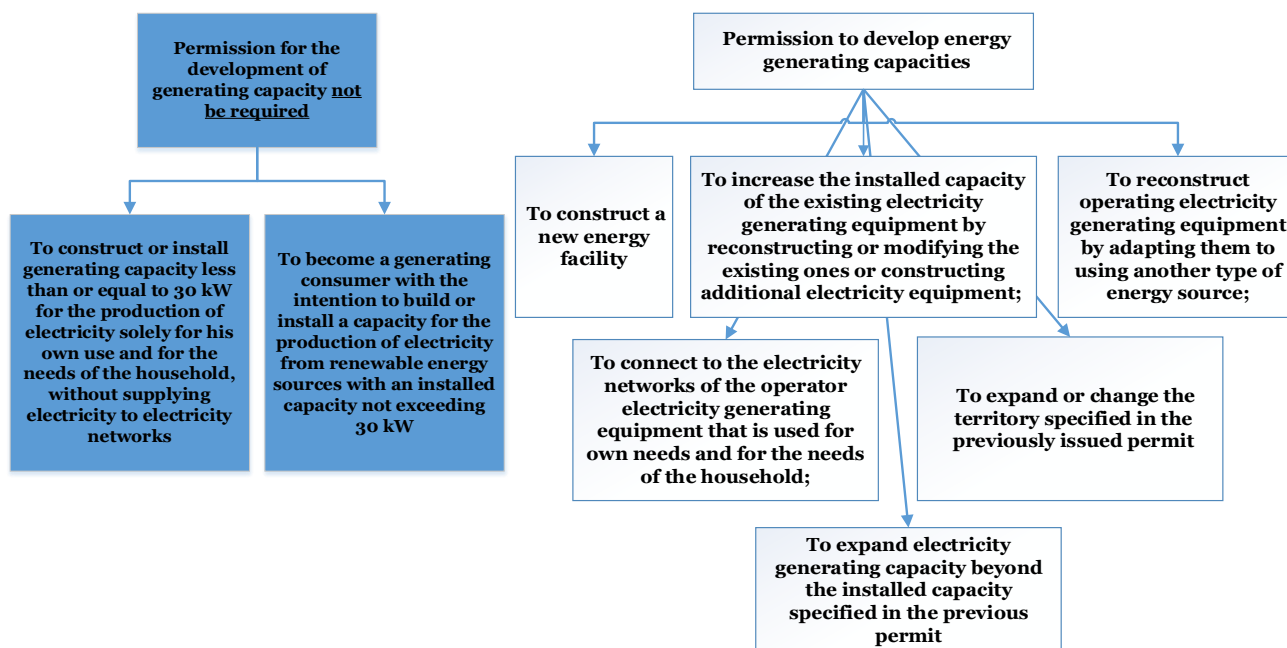 Permission for the
development of
generating capacity not
be required
To construct or install
generating capacity less
than or equal to 30 kW
for the production of
electricity solely for his
own use and for the
needs of the household,
without supplying
electricity to electricity
networks
To become a generating
consumer with the
intention to build or
install a capacity for the
production of electricity
from renewable energy
sources with an installed
capacity not exceeding
30 kW
Permission to develop energy
generating capacities
To construct a
new energy
facility
To increase the installed capacity
of the existing electricity
generating equipment by
reconstructing or modifying the
existing ones or constructing
additional electricity equipment;
To reconstruct
operating electricity
generating equipment
by adapting them to
using another type of
energy source;
To connect to the electricity
networks of the operator
electricity generating
equipment that is used for
own needs and for the needs
of the household;
To expand or change the
territory specified in the
previously issued permit
To expand electricity
generating capacity beyond
the installed capacity
specified in the previous
permit